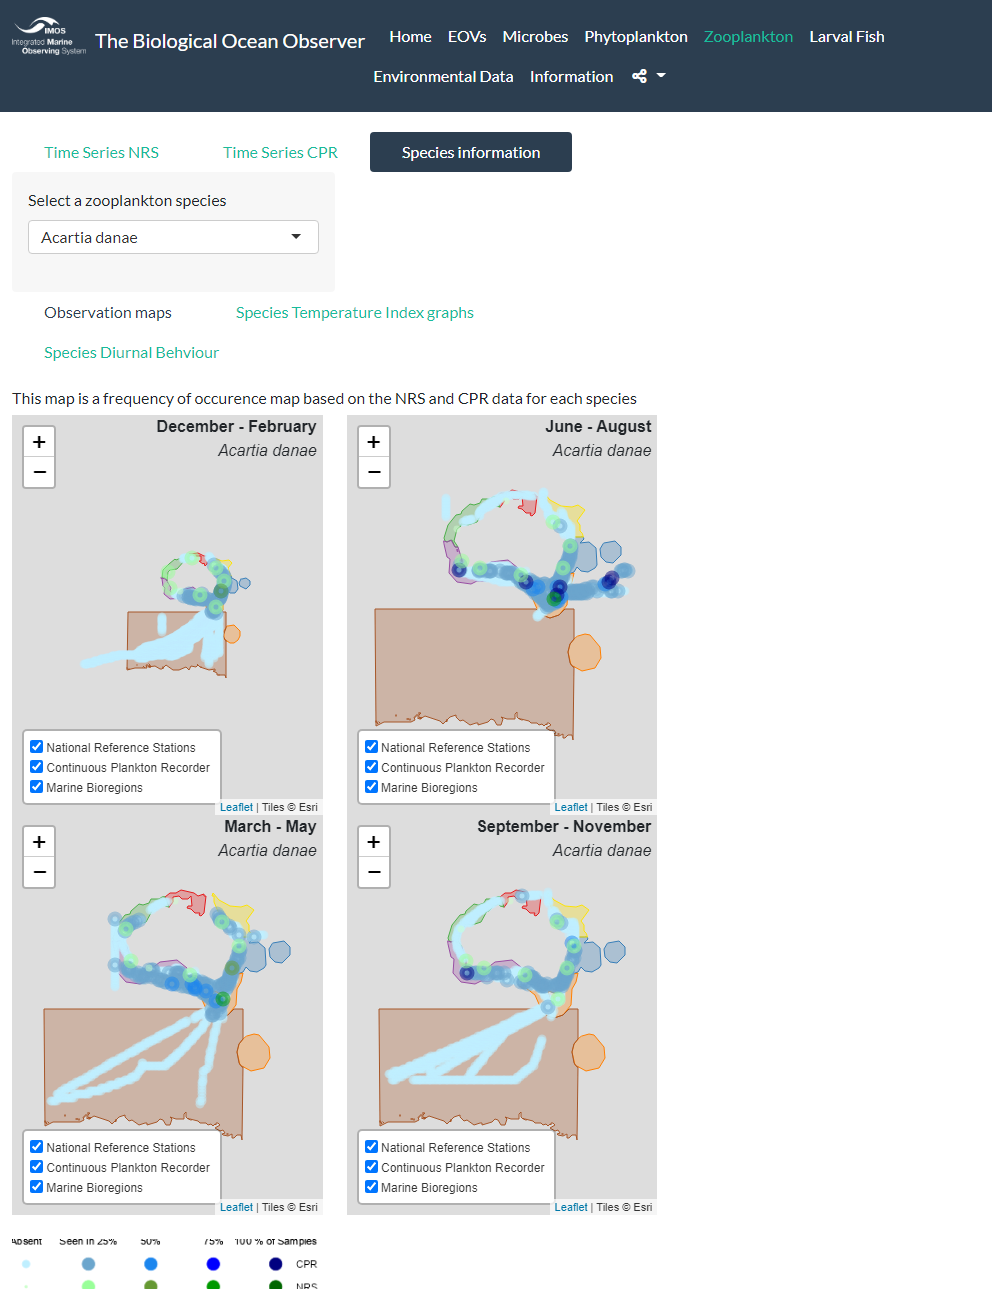 IMOS
Integrated Marine
Observing System
The Biological Ocean Observer
Home EOVs Microbes Phytoplankton Zooplankton Larval Fish
Environmental Data Information
Time Series NRS Time Series CPR Species information
Select a zooplankton species
Acartia danae
Observation maps Species Temperature Index graphs
Species Diurnal Behviour
This map is a frequency of occurence map based on the NRS and CPR data for each species
+
−
December - February
Acartia danae
National Reference Stations
Continuous Plankton Recorder
Marine Bioregions
Leaflet | Tiles © Esri
+
−
June - August
Acartia danae
National Reference Stations
Continuous Plankton Recorder
Marine Bioregions
Leaflet | Tiles © Esri
+
−
March - May
Acartia danae
National Reference Stations
Continuous Plankton Recorder
Marine Bioregions
Leaflet | Tiles © Esri
+
−
September - November
Acartia danae
National Reference Stations
Continuous Plankton Recorder
Marine Bioregions
Leaflet | Tiles © Esri
Absent Seen in 25% 50% 75% 100 % of Samples
CPR
NRS